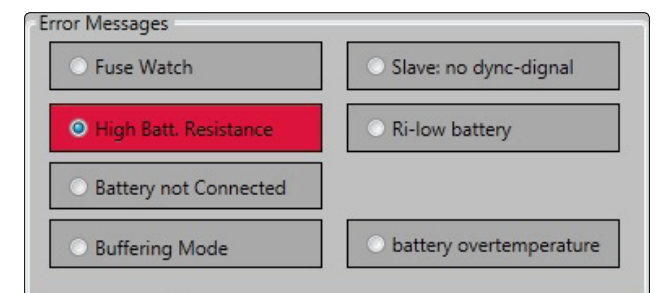 Error Messages
Fuse Watch
Slave: no dync-dignal
High Batt. Resistance
Ri-low battery
Battery not Connected
Buffering Mode
battery overtemperature